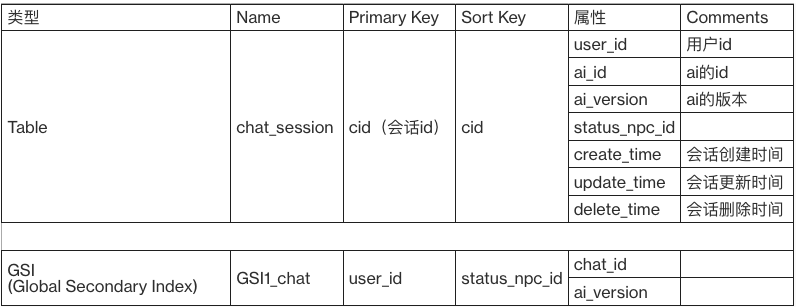 类型 Name Primary Key Sort Key 属性 Comments
user_id 用户id
ai_id ai的id
ai_version ai的版本
Table chat_session cid（会话id） cid status_npc_id
create_time 会话创建时间
update_time 会话更新时间
delete_time 会话删除时间
GSI
(Global Secondary Index) GSI1_chat user_id status_npc_id chat_id
ai_version